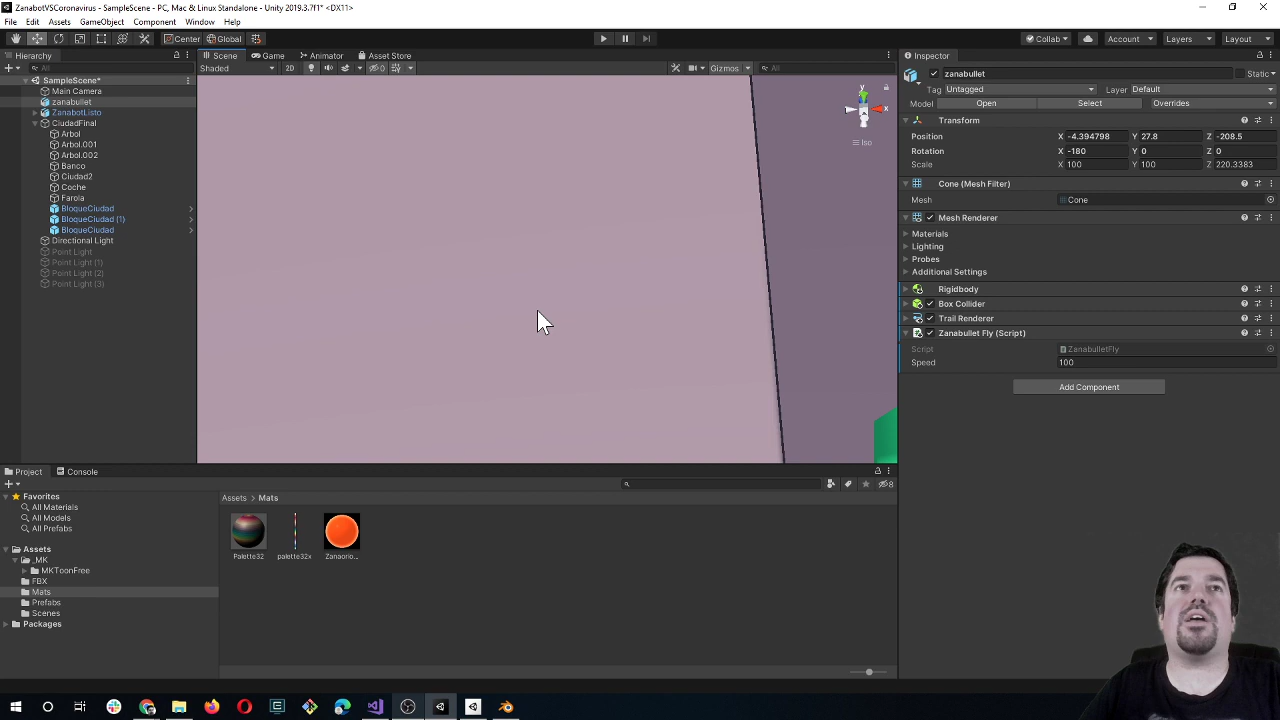 ZanabotVSCoronavirus - SampleScene - PC, Mac & Linux Standalone - Unity 2019.3.7f1* <DX11>
File Edit Assets GameObject Component Window Help
Center Global Collab Account Layers Layout
Hierarchy
All
SampleScene*
Main Camera
zanabullet
ZanabotListo
CiudadFinal
Arbol
Arbol.001
Arbol.002
Banco
Ciudad2
Coche
Farola
BloqueCiudad
BloqueCiudad (1)
BloqueCiudad
Directional Light
Point Light
Point Light (1)
Point Light (2)
Point Light (3)
Scene Game Animator Asset Store
Shaded 2D 0 Gizmos All
y
x
Iso
Inspector
zanabullet Static
Tag Untagged Layer Default
Model Open Select Overrides
Transform
Position X -4.394798 Y 27.8 Z -208.5
Rotation X -180 Y 0 Z 0
Scale X 100 Y 100 Z 220.3383
Cone (Mesh Filter)
Mesh Cone
Mesh Renderer
Materials
Lighting
Probes
Additional Settings
Rigidbody
Box Collider
Trail Renderer
Zanabullet Fly (Script)
Script ZanabulletFly
Speed 100
Add Component
Project Console
8
Favorites
All Materials
All Models
All Prefabs
Assets
_MK
MKToonFree
FBX
Mats
Prefabs
Scenes
Packages
Assets > Mats
Palette32 palette32x Zanaorio...